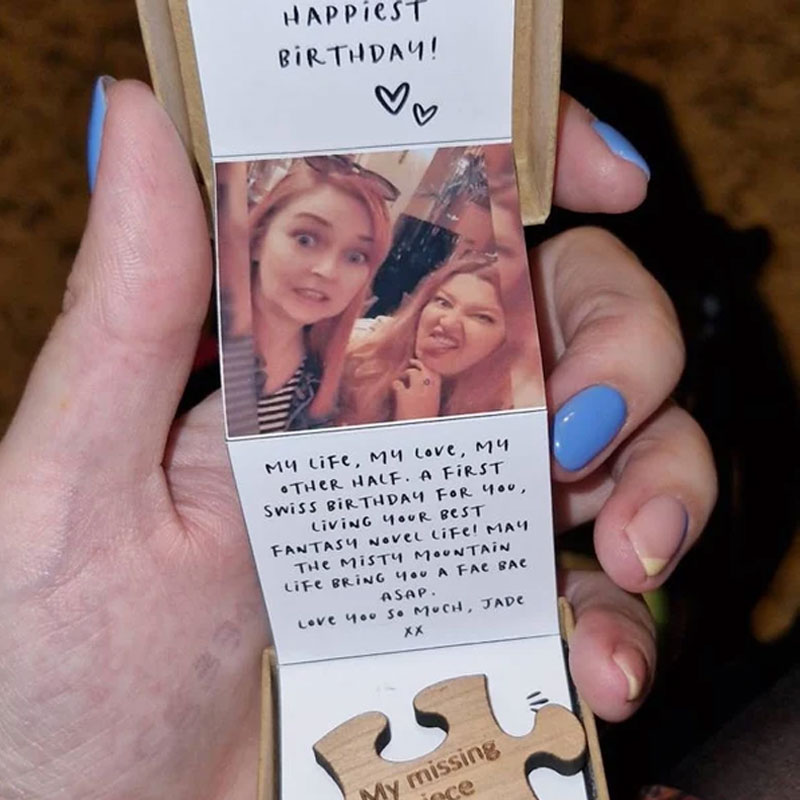 HAPPIEST
BIRTHDAY!
MY LIFE, MY LOVE, MY
OTHER HALF. A FIRST
SWISS BIRTHDAY FOR YOU,
LIVING YOUR BEST
FANTASY NOVEL LIFE! MAY
THE MISTY MOUNTAIN
LIFE BRING YOU A FAE BAE
ASAP.
LOVE YOU SO MUCH, JADE
XX
My missing
piece